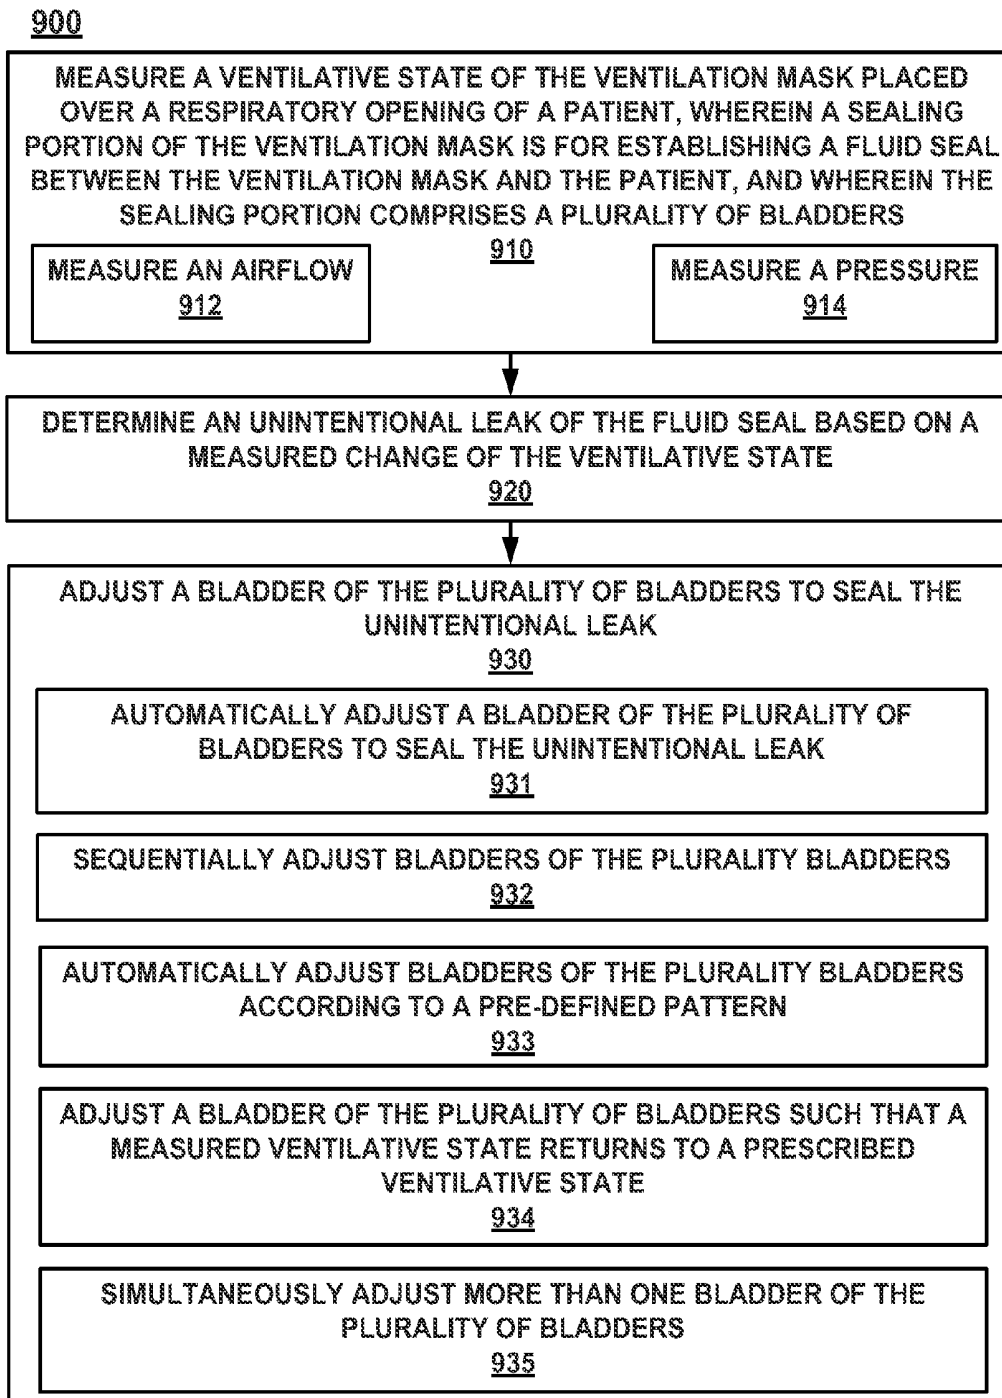 900
MEASURE A VENTILATIVE STATE OF THE VENTILATION MASK PLACED
OVER A RESPIRATORY OPENING OF A PATIENT, WHEREIN A SEALING
PORTION OF THE VENTILATION MASK IS FOR ESTABLISHING A FLUID SEAL
BETWEEN THE VENTILATION MASK AND THE PATIENT, AND WHEREIN THE
SEALING PORTION COMPRISES A PLURALITY OF BLADDERS
910
MEASURE AN AIRFLOW
912
MEASURE A PRESSURE
914
DETERMINE AN UNINTENTIONAL LEAK OF THE FLUID SEAL BASED ON A
MEASURED CHANGE OF THE VENTILATIVE STATE
920
ADJUST A BLADDER OF THE PLURALITY OF BLADDERS TO SEAL THE
UNINTENTIONAL LEAK
930
AUTOMATICALLY ADJUST A BLADDER OF THE PLURALITY OF
BLADDERS TO SEAL THE UNINTENTIONAL LEAK
931
SEQUENTIALLY ADJUST BLADDERS OF THE PLURALITY BLADDERS
932
AUTOMATICALLY ADJUST BLADDERS OF THE PLURALITY BLADDERS
ACCORDING TO A PRE-DEFINED PATTERN
933
ADJUST A BLADDER OF THE PLURALITY OF BLADDERS SUCH THAT A
MEASURED VENTILATIVE STATE RETURNS TO A PRESCRIBED
VENTILATIVE STATE
934
SIMULTANEOUSLY ADJUST MORE THAN ONE BLADDER OF THE
PLURALITY OF BLADDERS
935